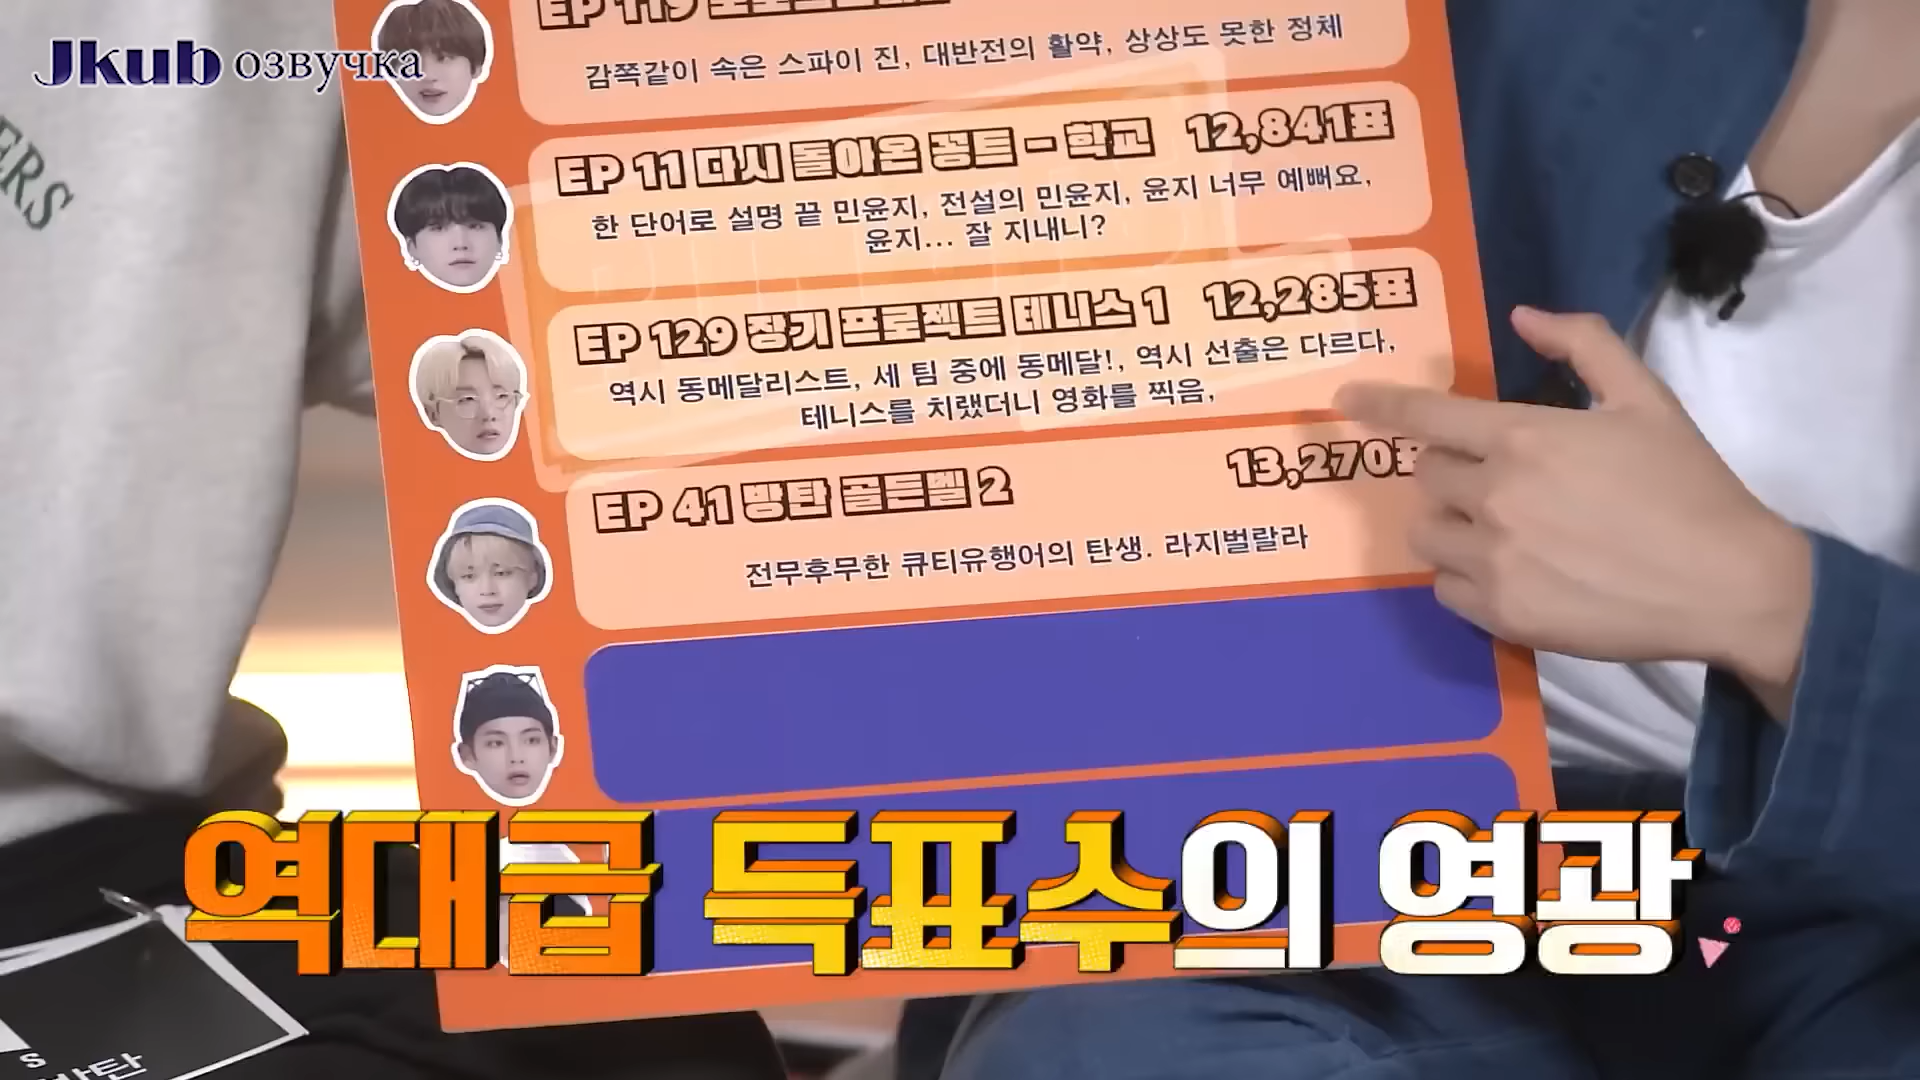 Jkub озвучка
ERS
EP 119
감쪽같이 속은 스파이 진, 대반전의 활약, 상상도 못한 정체
EP 11 다시 돌아온 꽁트 - 학교 12,841표
한 단어로 설명 끝 민윤지, 전설의 민윤지, 윤지 너무 예뻐요,
윤지... 잘 지내니?
EP 129 장기 프로젝트 테니스 1 12,285표
역시 동메달리스트, 세 팀 중에 동메달!, 역시 선출은 다르다,
테니스를 치랬더니 영화를 찍음,
EP 41 방탄 골든벨 2 13,270표
전무후무한 큐티유행어의 탄생. 라지벌랄라
역대급 득표수의 영광
S
방탄